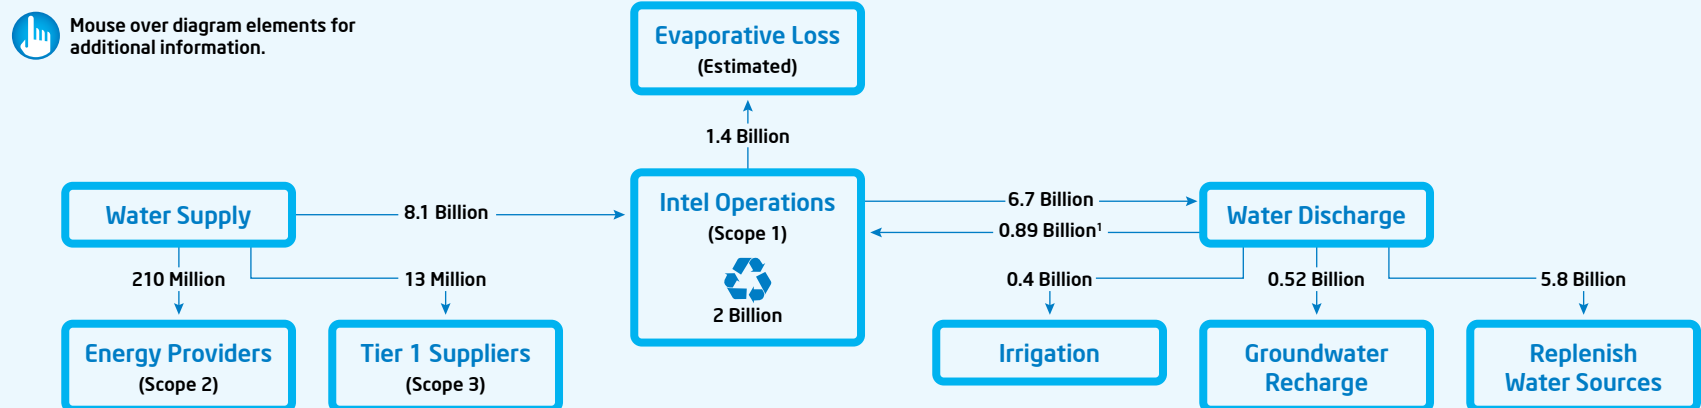 Mouse over diagram elements for
additional information.
Evaporative Loss
(Estimated)
1.4 Billion
Water Supply
8.1 Billion
Intel Operations
(Scope 1)
2 Billion
6.7 Billion
0.89 Billion¹
Water Discharge
210 Million
13 Million
0.4 Billion
0.52 Billion
5.8 Billion
Energy Providers
(Scope 2)
Tier 1 Suppliers
(Scope 3)
Irrigation
Groundwater
Recharge
Replenish
Water Sources